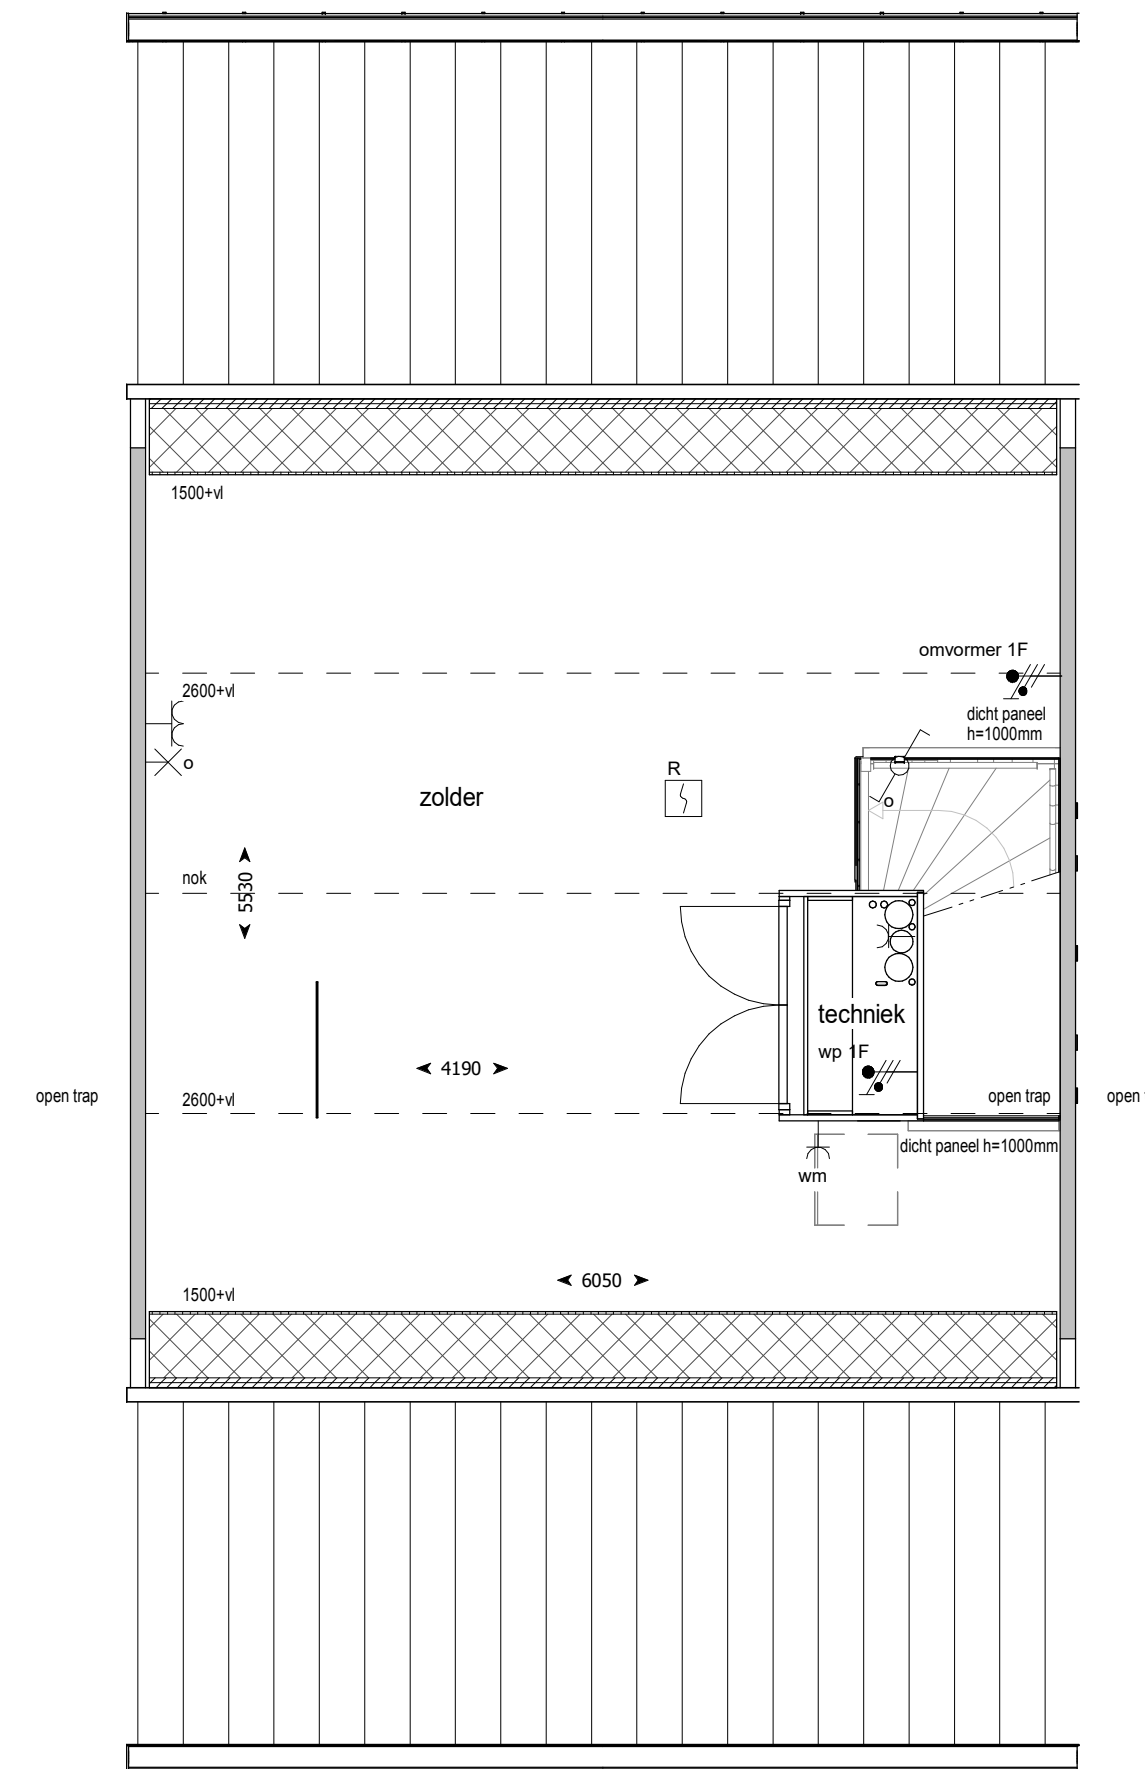 1500+vl
omvormer 1F
2600+vl
dicht paneel
h=1000mm
o
R
zolder
o
nok
5530
techniek
wp 1F
4190
open trap
2600+vl
open trap
open
dicht paneel h=1000mm
wm
6050
1500+vl